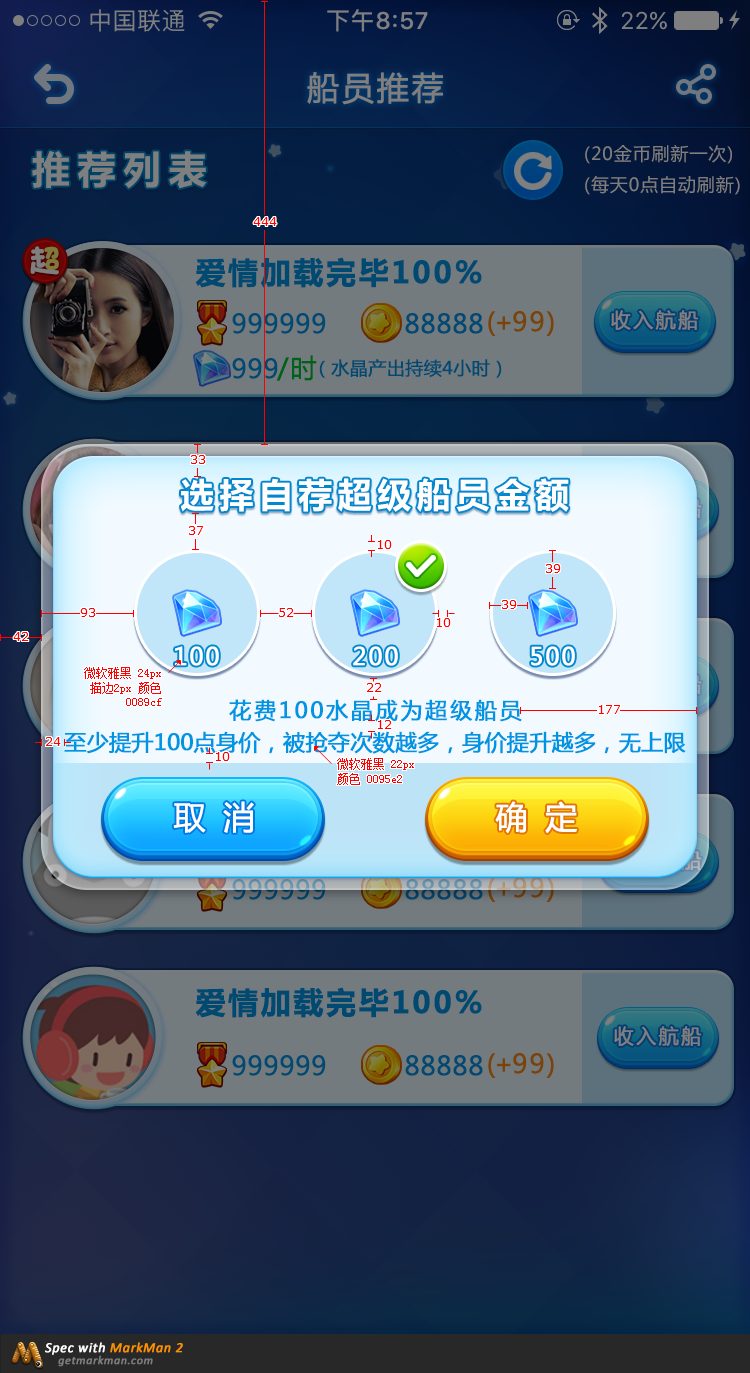 中国联通
下午8:57
22%
船员推荐
推荐列表
(20金币刷新一次)
(每天0点自动刷新)
444
超
爱情加载完毕100%
999999
88888(+99)
收入航船
999/时(水晶产出持续4小时)
33
选择自荐超级船员金额
37
10
39
93
52
39
10
42
100
200
500
微软雅黑 24px
描边2px 颜色
0089cf
22
花费100水晶成为超级船员
177
12
24
至少提升100点身价，被抢夺次数越多，身价提升越多，无上限
10
微软雅黑 22px
颜色 0095e2
取消
确定
船
999999
88888(+99)
爱情加载完毕100%
999999
88888(+99)
收入航船
Spec with MarkMan 2
getmarkman.com